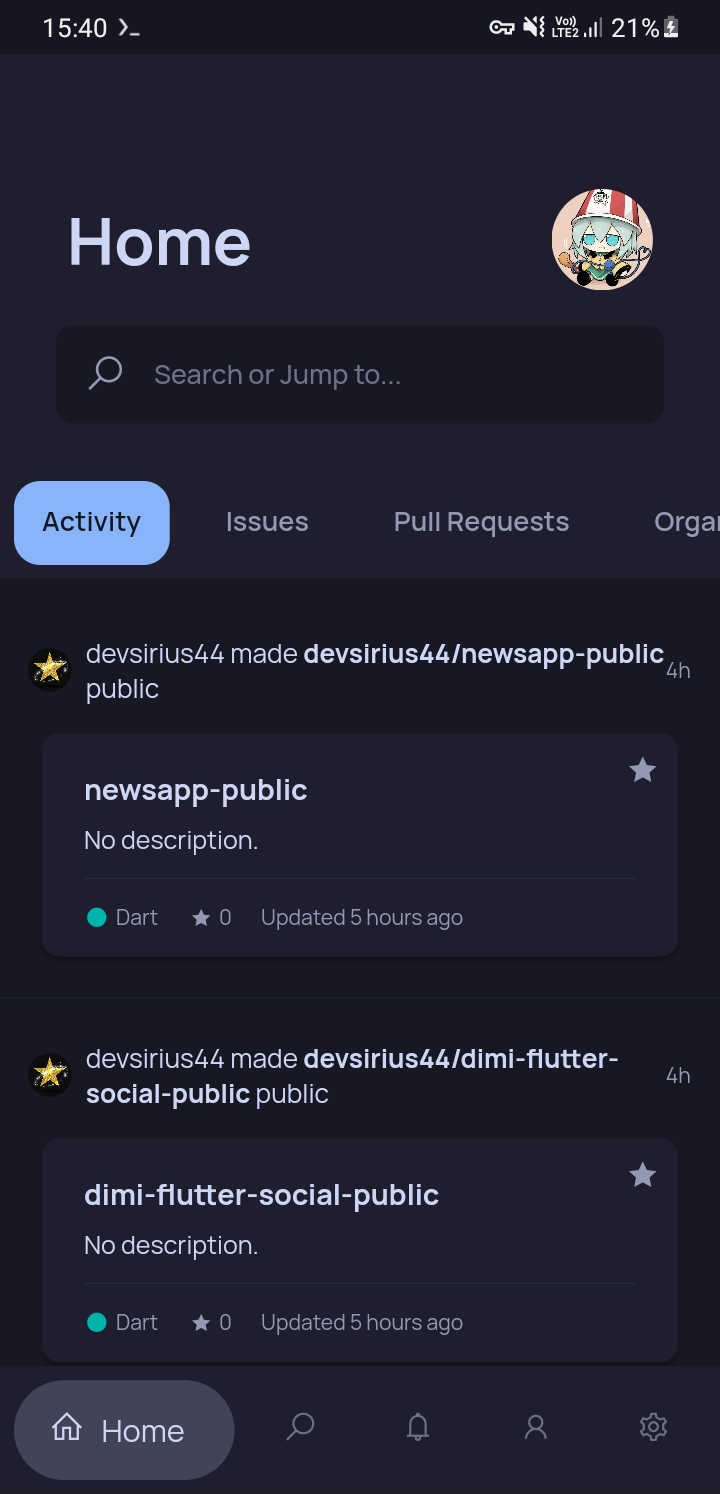 15:40
Vo))
LTE2
21%
Home
Search or Jump to...
Activity
Issues
Pull Requests
Orga
devsirius44 made devsirius44/newsapp-public
public
4h
newsapp-public
No description.
Dart
0
Updated 5 hours ago
devsirius44 made devsirius44/dimi-flutter-
social-public public
4h
dimi-flutter-social-public
No description.
Dart
0
Updated 5 hours ago
Home